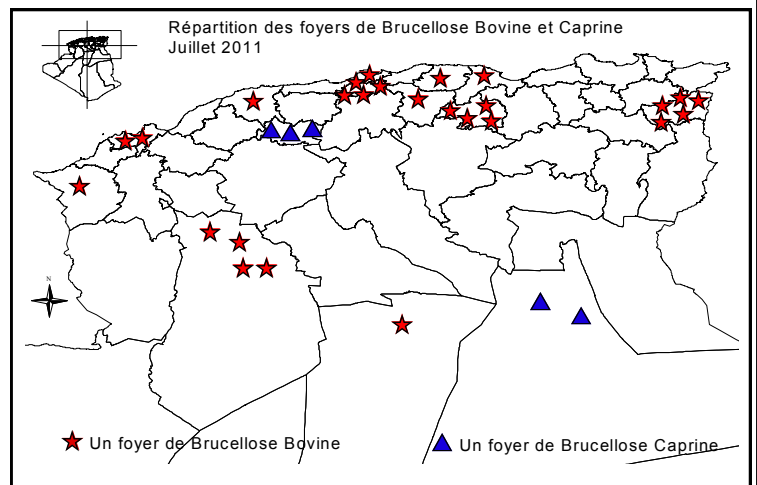 Répartition des foyers de Brucellose Bovine et Caprine
Juillet 2011
N
Un foyer de Brucellose Bovine
Un foyer de Brucellose Caprine